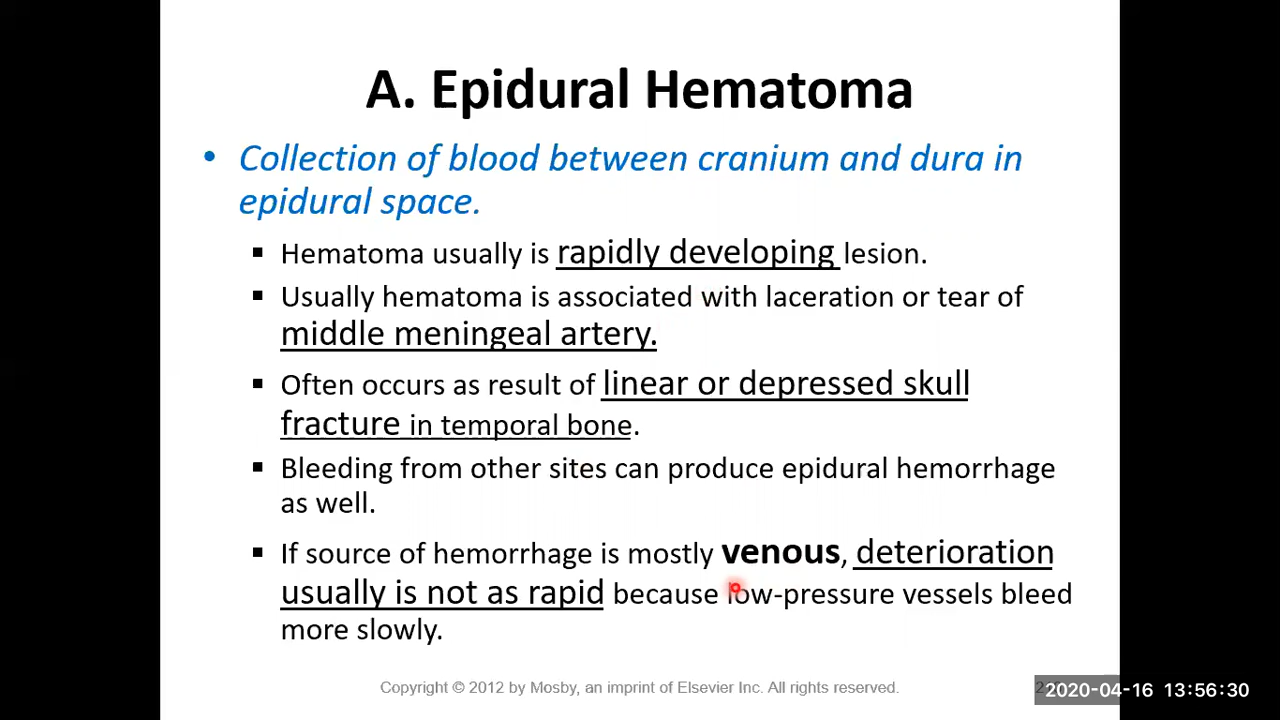 A. Epidural Hematoma
• Collection of blood between cranium and dura in
epidural space.
▪ Hematoma usually is rapidly developing lesion.
▪ Usually hematoma is associated with laceration or tear of
middle meningeal artery.
▪ Often occurs as result of linear or depressed skull
fracture in temporal bone.
▪ Bleeding from other sites can produce epidural hemorrhage
as well.
▪ If source of hemorrhage is mostly venous, deterioration
usually is not as rapid because low-pressure vessels bleed
more slowly.
Copyright © 2012 by Mosby, an imprint of Elsevier Inc. All rights reserved.
2020-04-16 13:56:30